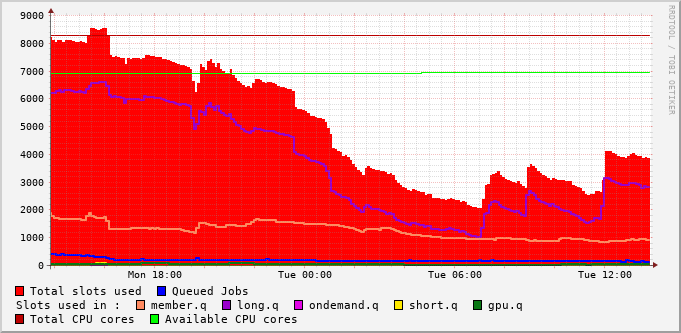 RRDTOOL / TOBI OETIKER
9000
8000
7000
6000
5000
4000
3000
2000
1000
0
Mon 18:00 Tue 00:00 Tue 06:00 Tue 12:00
Total slots used Queued Jobs
Slots used in : member.q long.q ondemand.q short.q gpu.q
Total CPU cores Available CPU cores